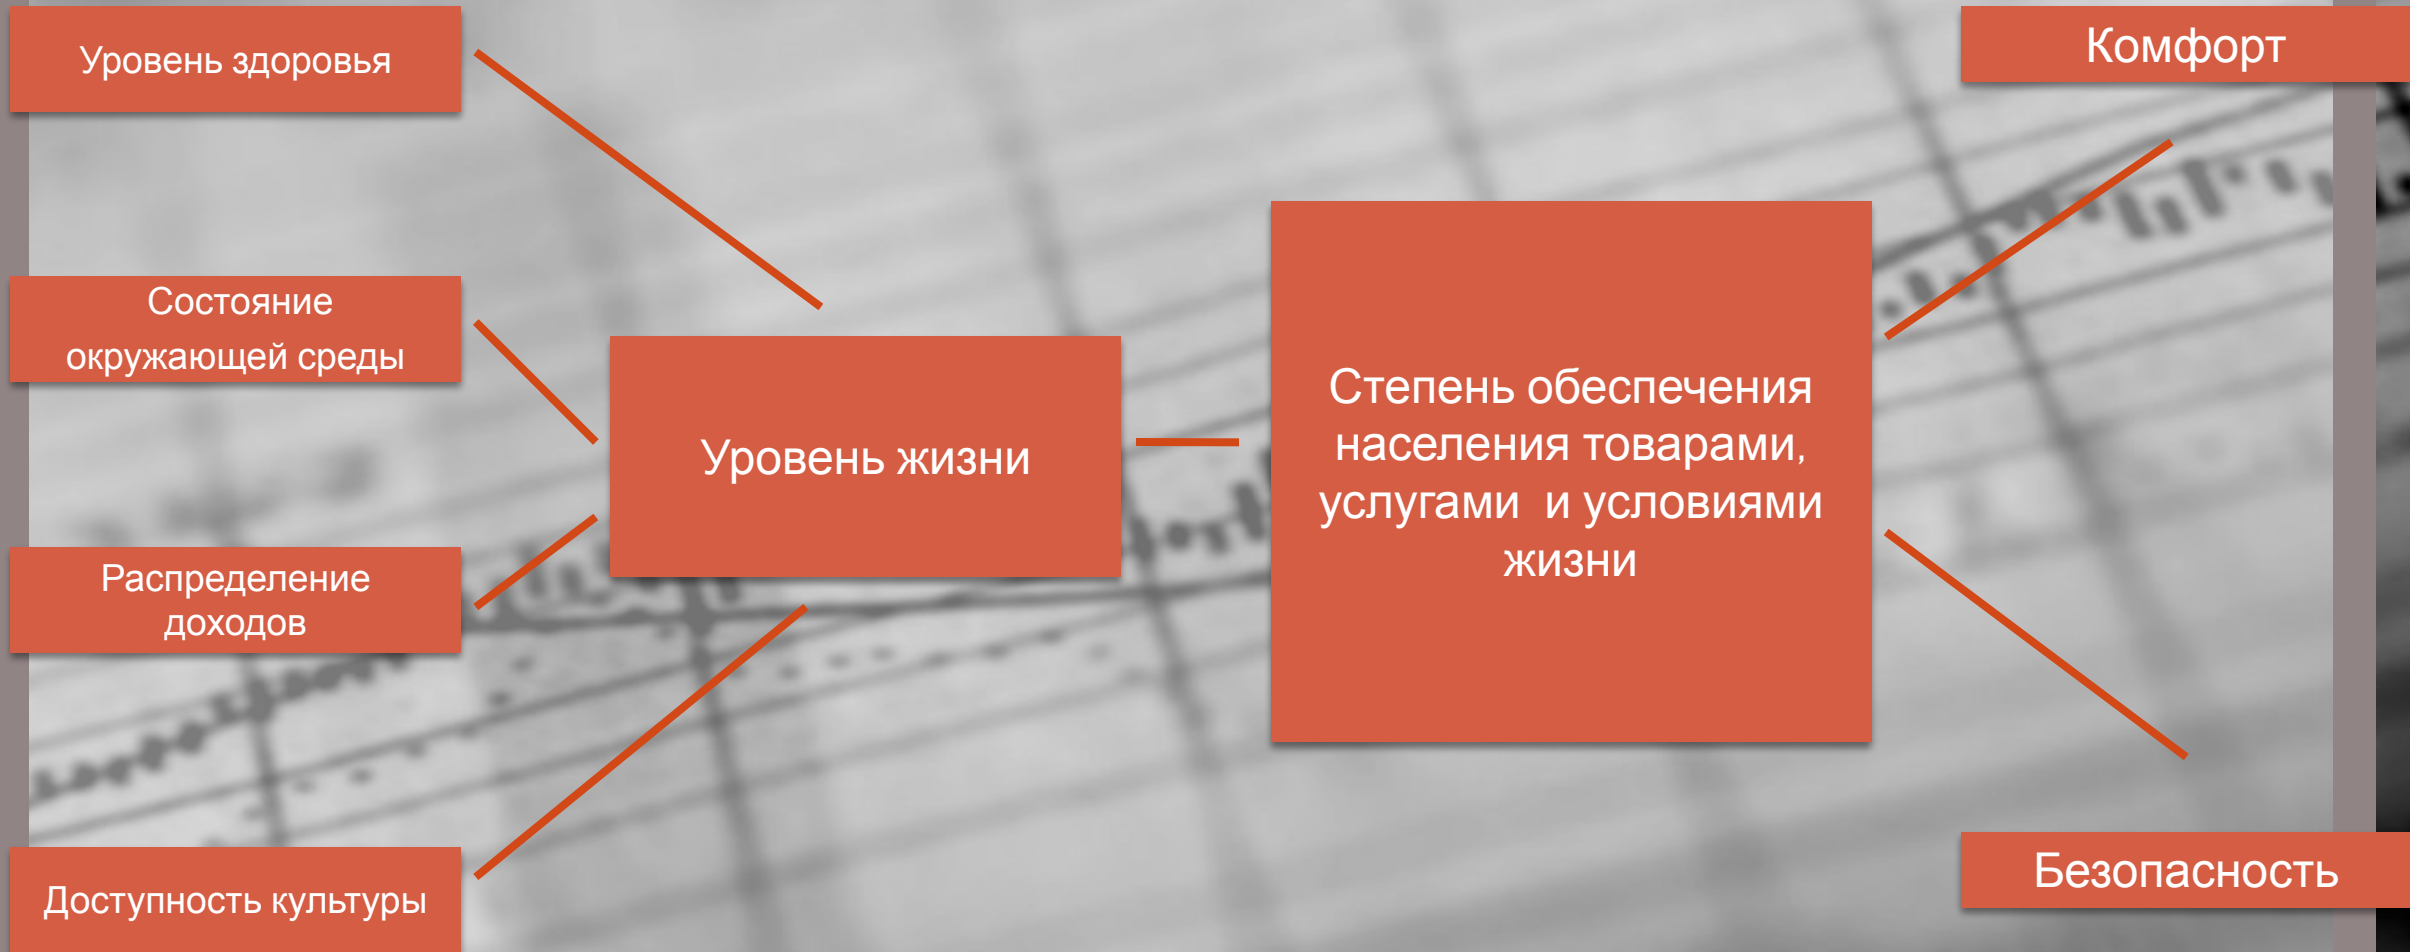 Уровень здоровья
Комфорт
Состояние
окружающей среды
Уровень жизни
Степень обеспечения
населения товарами,
услугами  и условиями
жизни
Распределение
доходов
Доступность культуры
Безопасность